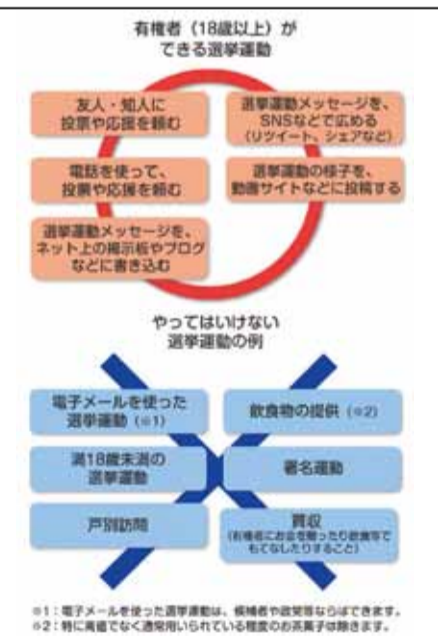 有権者（18歳以上）が
できる選挙運動
友人・知人に
投票や応援を頼む
選挙運動メッセージを、
SNSなどで広める
（リツイート、シェアなど）
電話を使って、
投票や応援を頼む
選挙運動の様子を、
動画サイトなどに投稿する
選挙運動メッセージを、
ネット上の掲示板やブログ
などに書き込む
やってはいけない
選挙運動の例
電子メールを使った
選挙運動（※1）
飲食物の提供（※2）
満18歳未満の
選挙運動
署名運動
戸別訪問
買収
（有権者にお金を贈ったり飲食等で
もてなしたりすること）
※1：電子メールを使った選挙運動は、候補者や政党等ならばできます。
※2：特に高価でなく通常用いられている程度のお茶菓子は除きます。